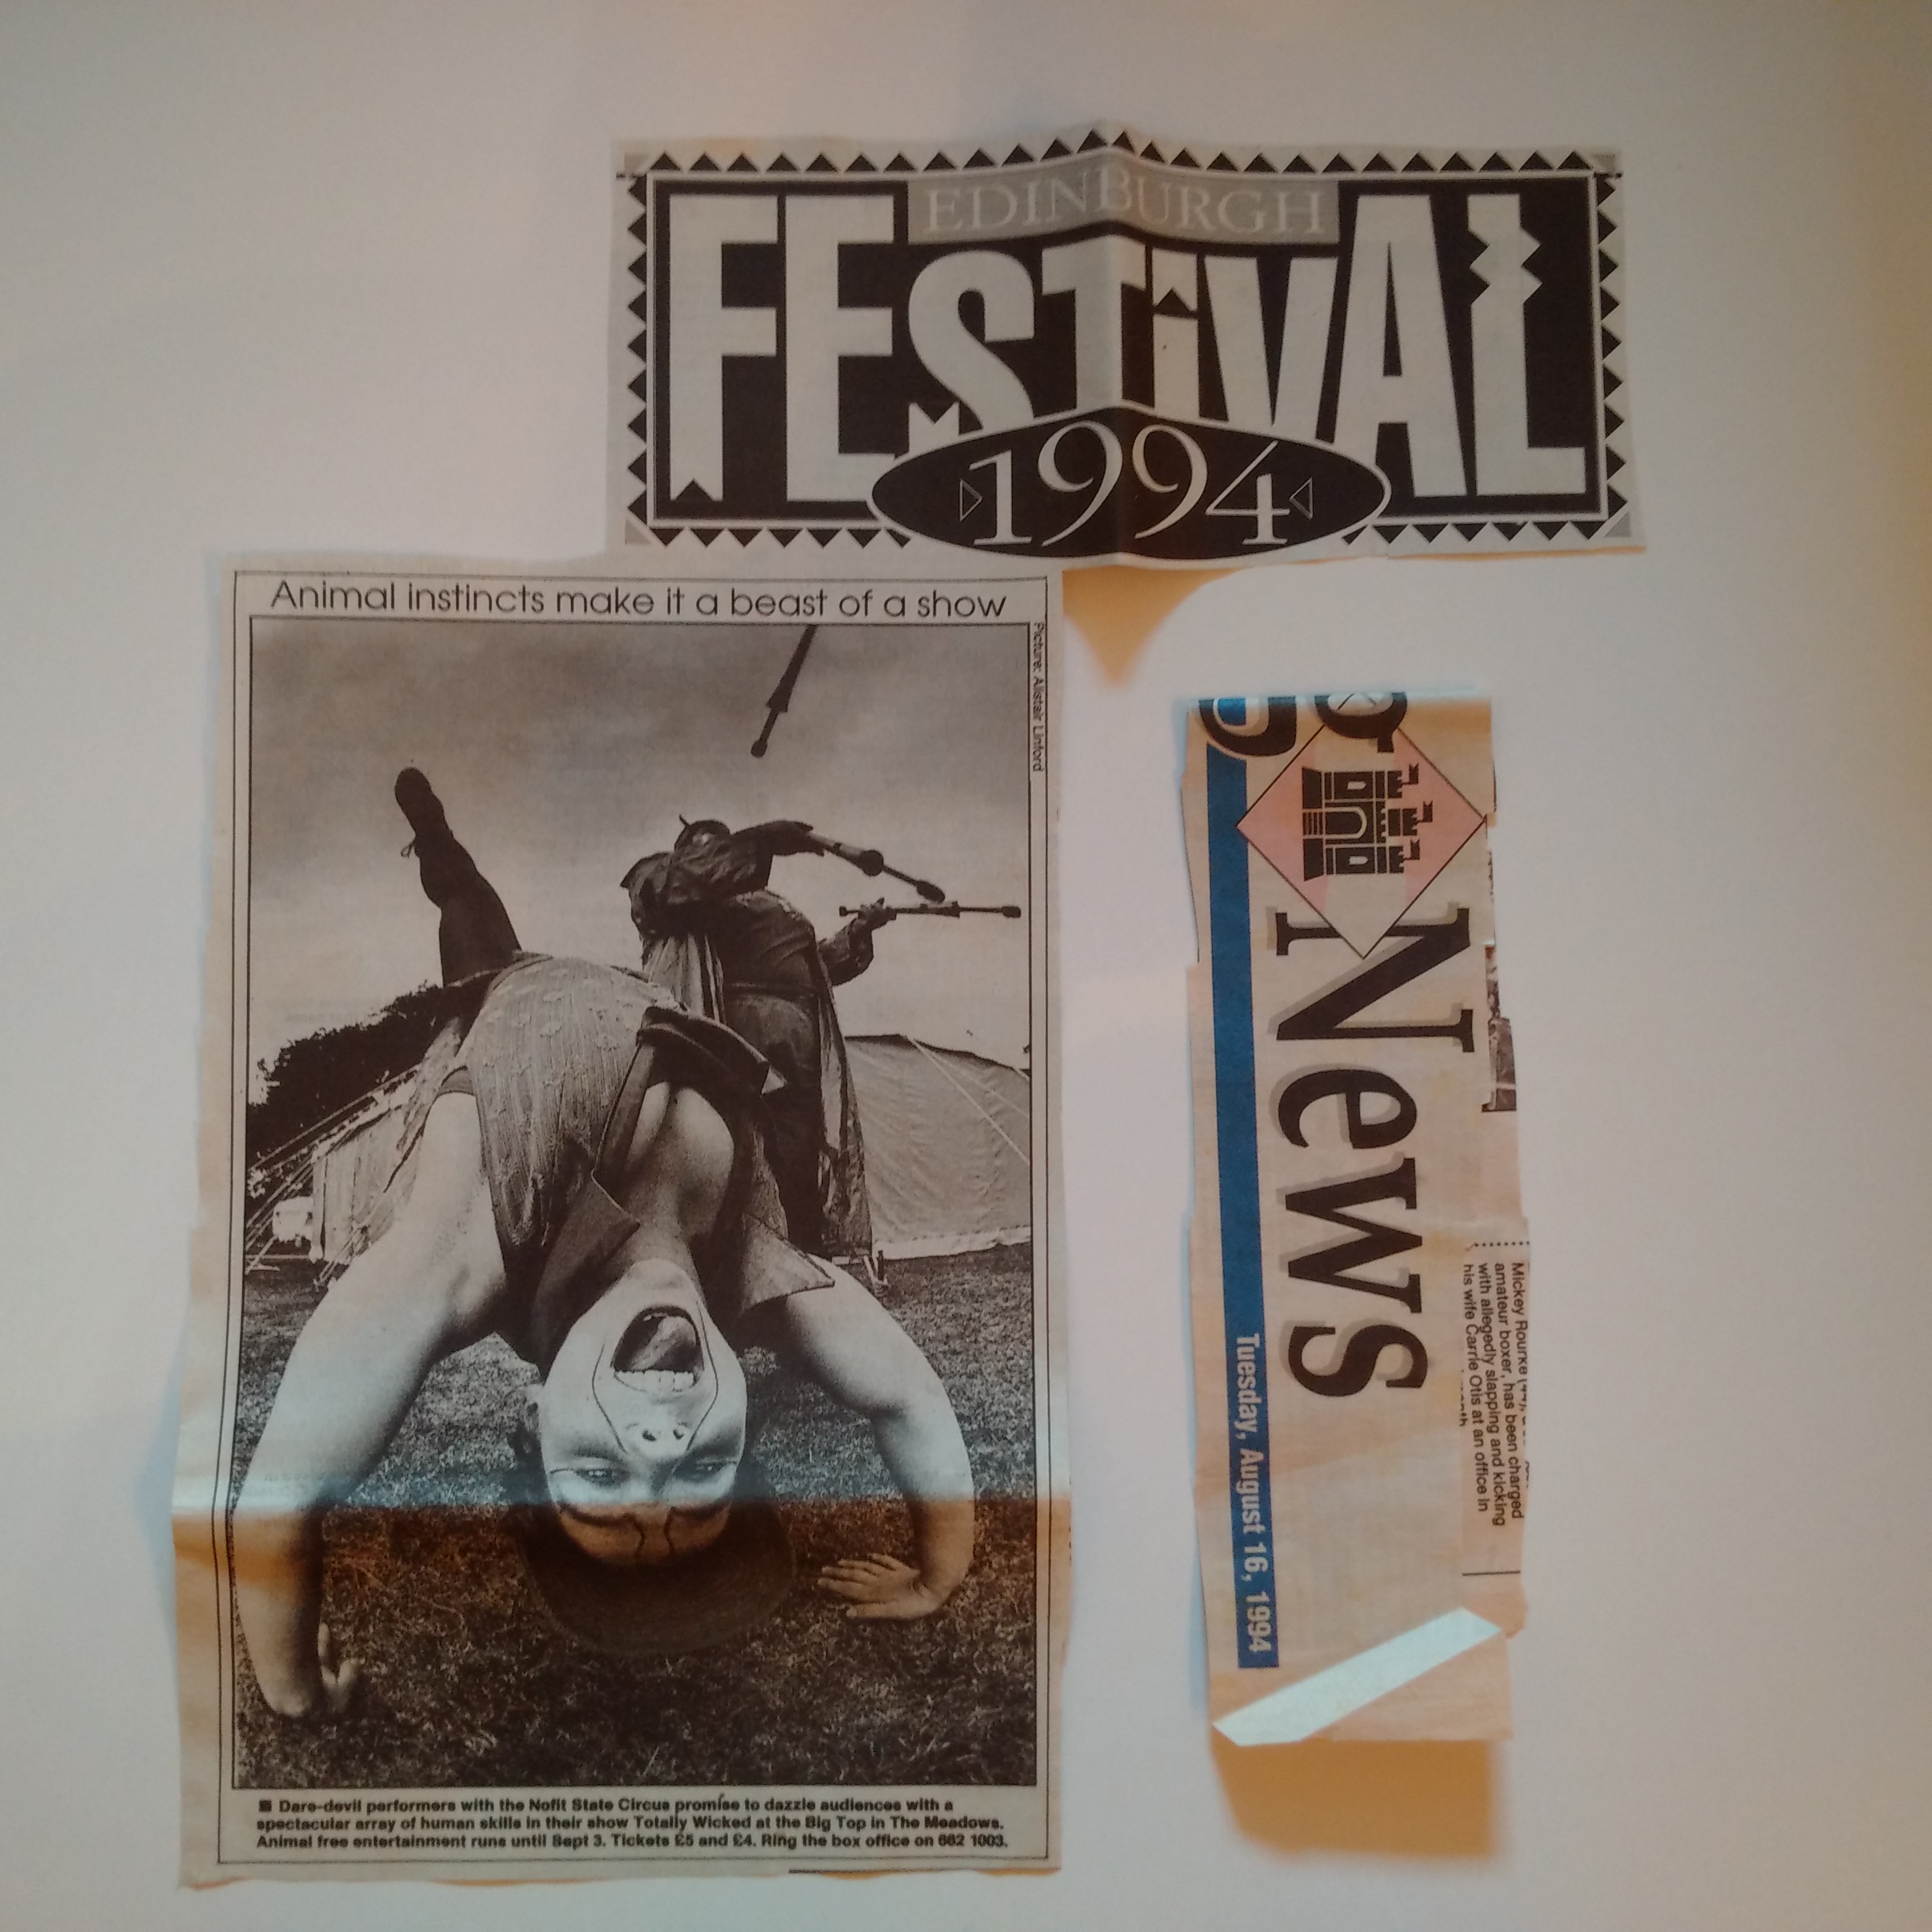 EDINBURGH
FESTiVAL
1994
Animal instincts make it a beast of a show
Picture: Alistair Linford
■ Dare-devil performers with the Nofit State Circus promise to dazzle audiences with a
spectacular array of human skills in their show Totally Wicked at the Big Top in The Meadows.
Animal free entertainment runs until Sept 3. Tickets £5 and £4. Ring the box office on 662 1003.
News
Tuesday, August 16, 1994
Mickey Rourke
amateur boxer, has been charged
with allegedly slapping and kicking
his wife Carrie Otis at an office in